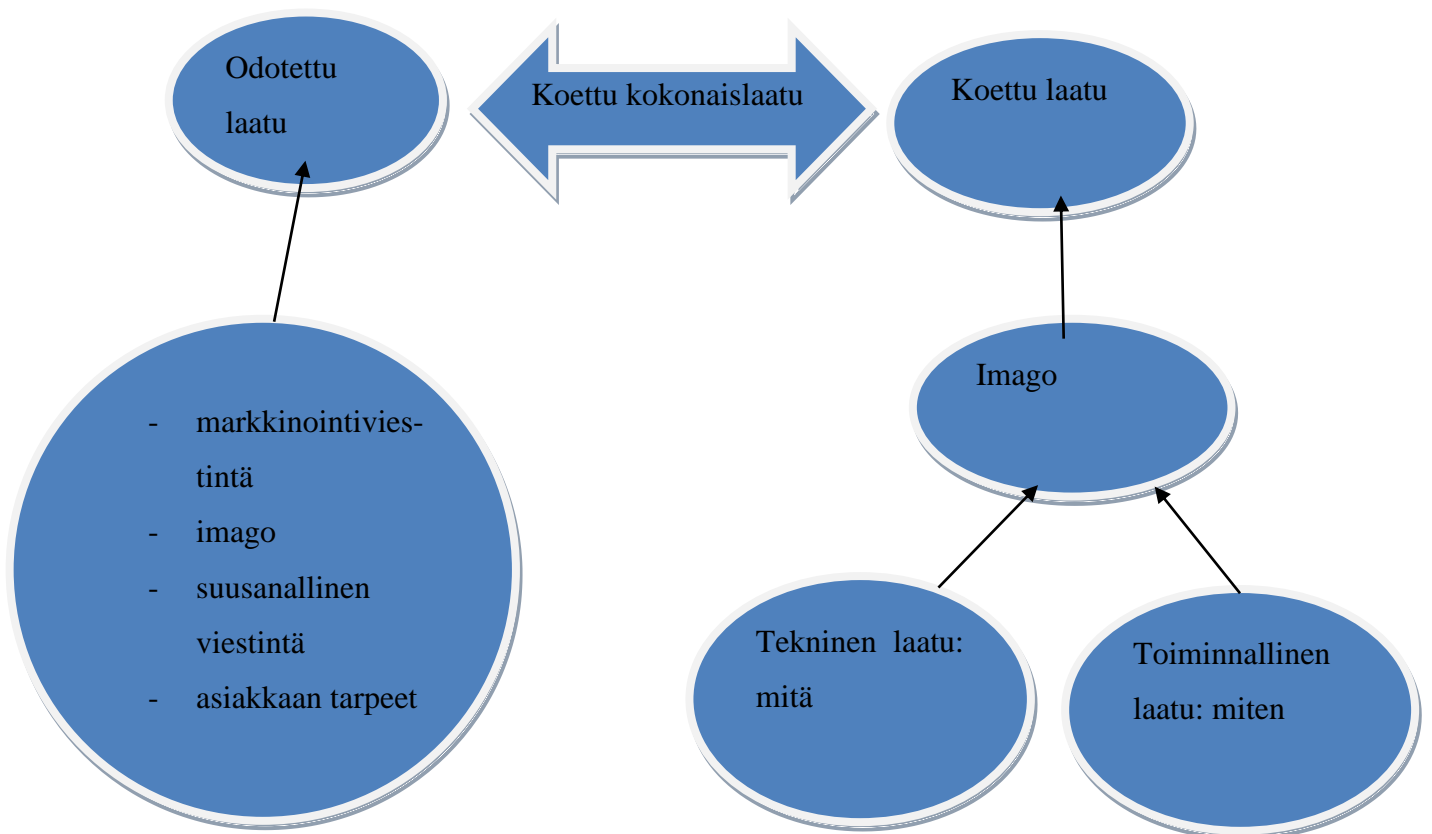 Odotettu
laatu
Koettu kokonaislaatu
Koettu laatu
- markkinointivies-
tintä
- imago
- suusanallinen
viestintä
- asiakkaan tarpeet
Imago
Tekninen laatu:
mitä
Toiminnallinen
laatu: miten